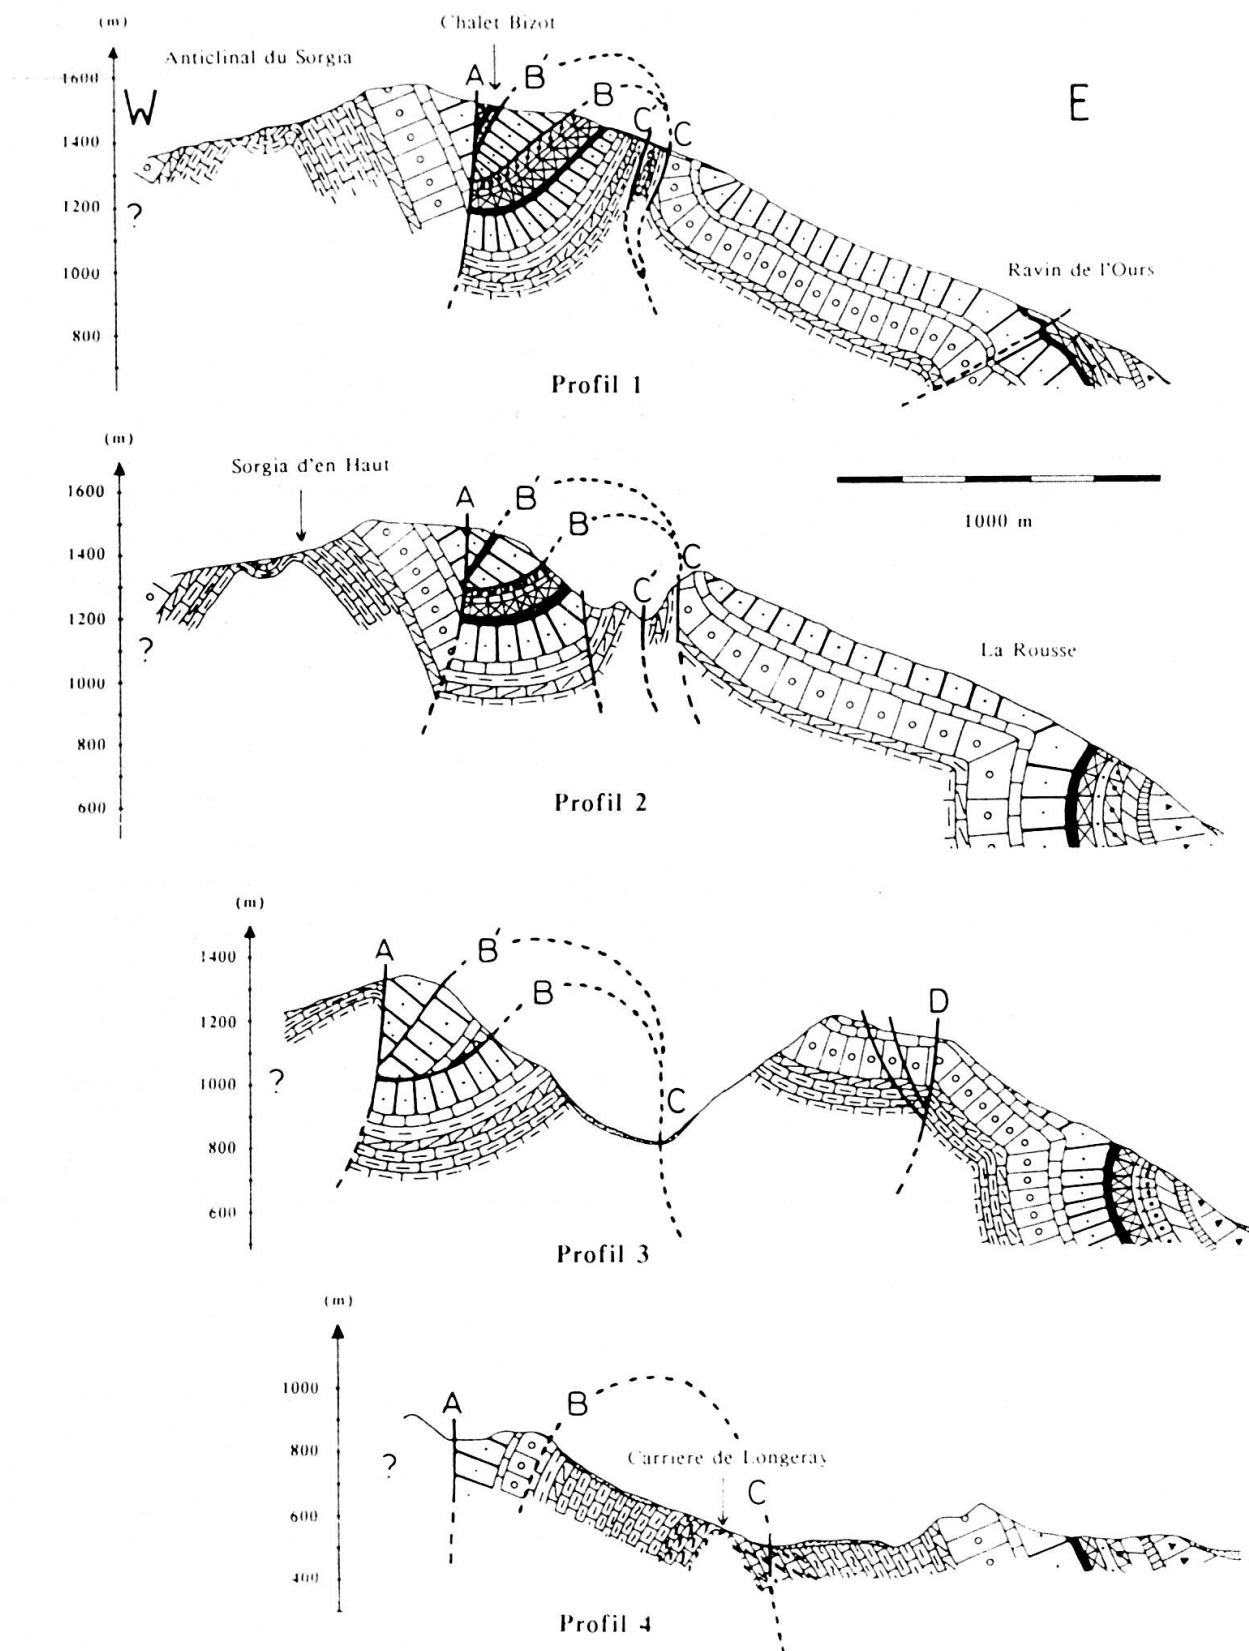 (m)
Chalet Bizot
Anticlinal du Sorgia
A B' B C' C
1600
W E
1400
1200
?
1000
Ravin de l'Ours
800
Profil 1
(m)
Sorgia d'en Haut
A B' B C' C
1600
1000 m
1400
1200
?
La Rousse
1000
800
600
Profil 2
(m)
1400
A B' B C D
1200
1000
?
800
600
Profil 3
(m)
1000
A B
800
?
Carriere de Longeray
C
600
400
Profil 4